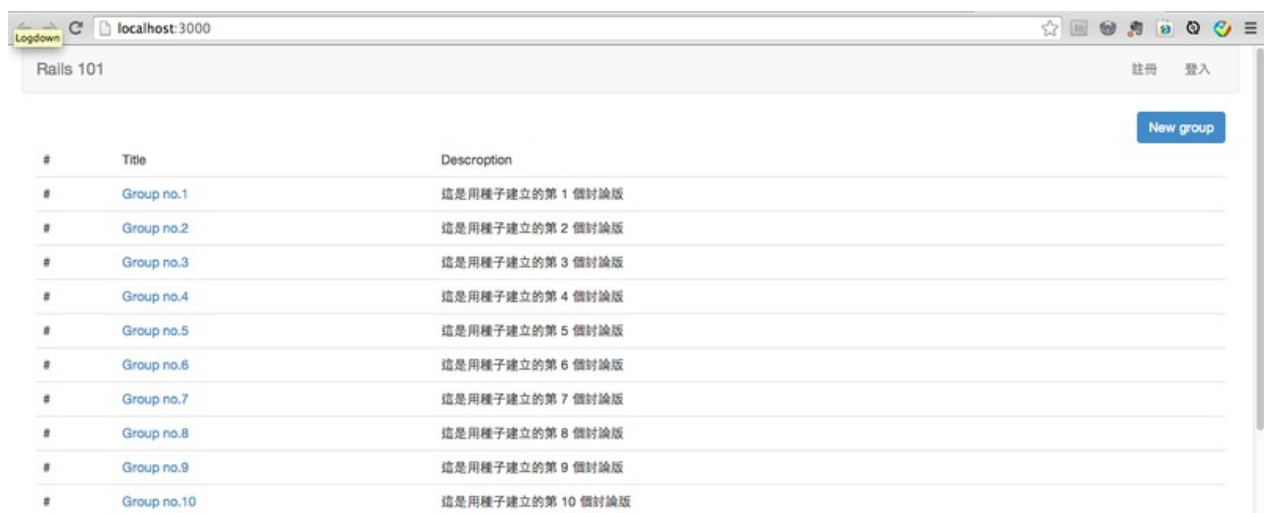 localhost:3000
Logdown
Rails 101 註冊 登入
New group
# Title Descroption
# Group no.1 這是用種子建立的第 1 個討論版
# Group no.2 這是用種子建立的第 2 個討論版
# Group no.3 這是用種子建立的第 3 個討論版
# Group no.4 這是用種子建立的第 4 個討論版
# Group no.5 這是用種子建立的第 5 個討論版
# Group no.6 這是用種子建立的第 6 個討論版
# Group no.7 這是用種子建立的第 7 個討論版
# Group no.8 這是用種子建立的第 8 個討論版
# Group no.9 這是用種子建立的第 9 個討論版
# Group no.10 這是用種子建立的第 10 個討論版